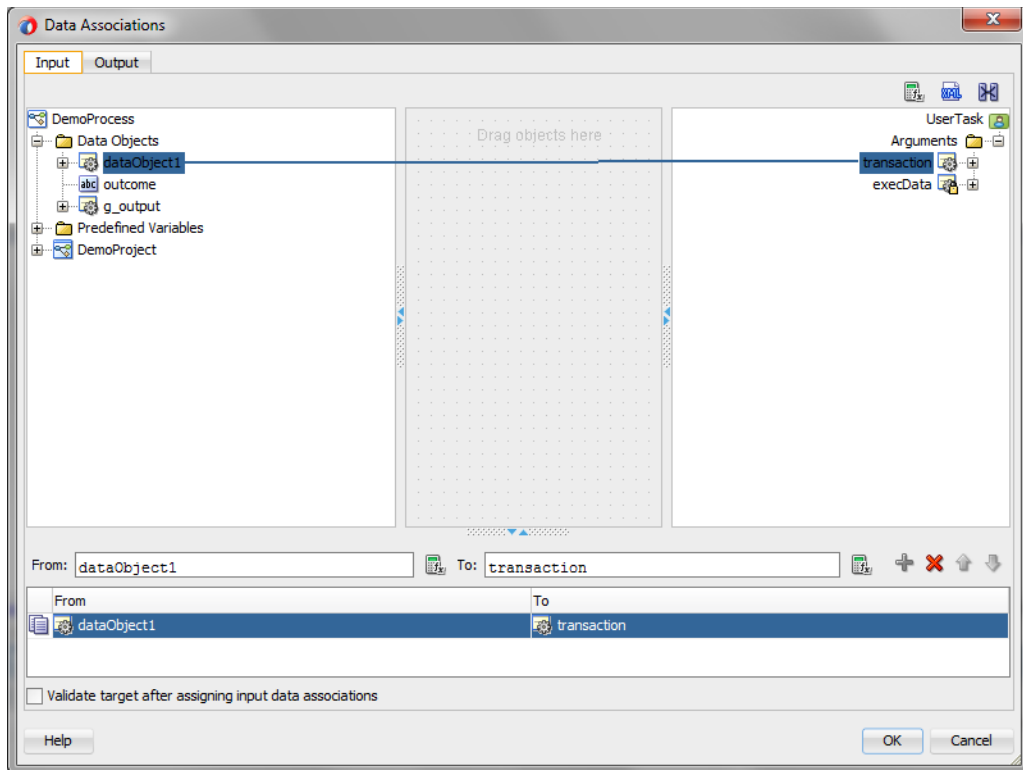 Data Associations
Input Output
DemoProcess
Data Objects
dataObject1
abc outcome
g_output
Predefined Variables
DemoProject
Drag objects here
UserTask
Arguments
transaction
execData
From: dataObject1 To: transaction
From To
dataObject1 transaction
Validate target after assigning input data associations
Help OK Cancel